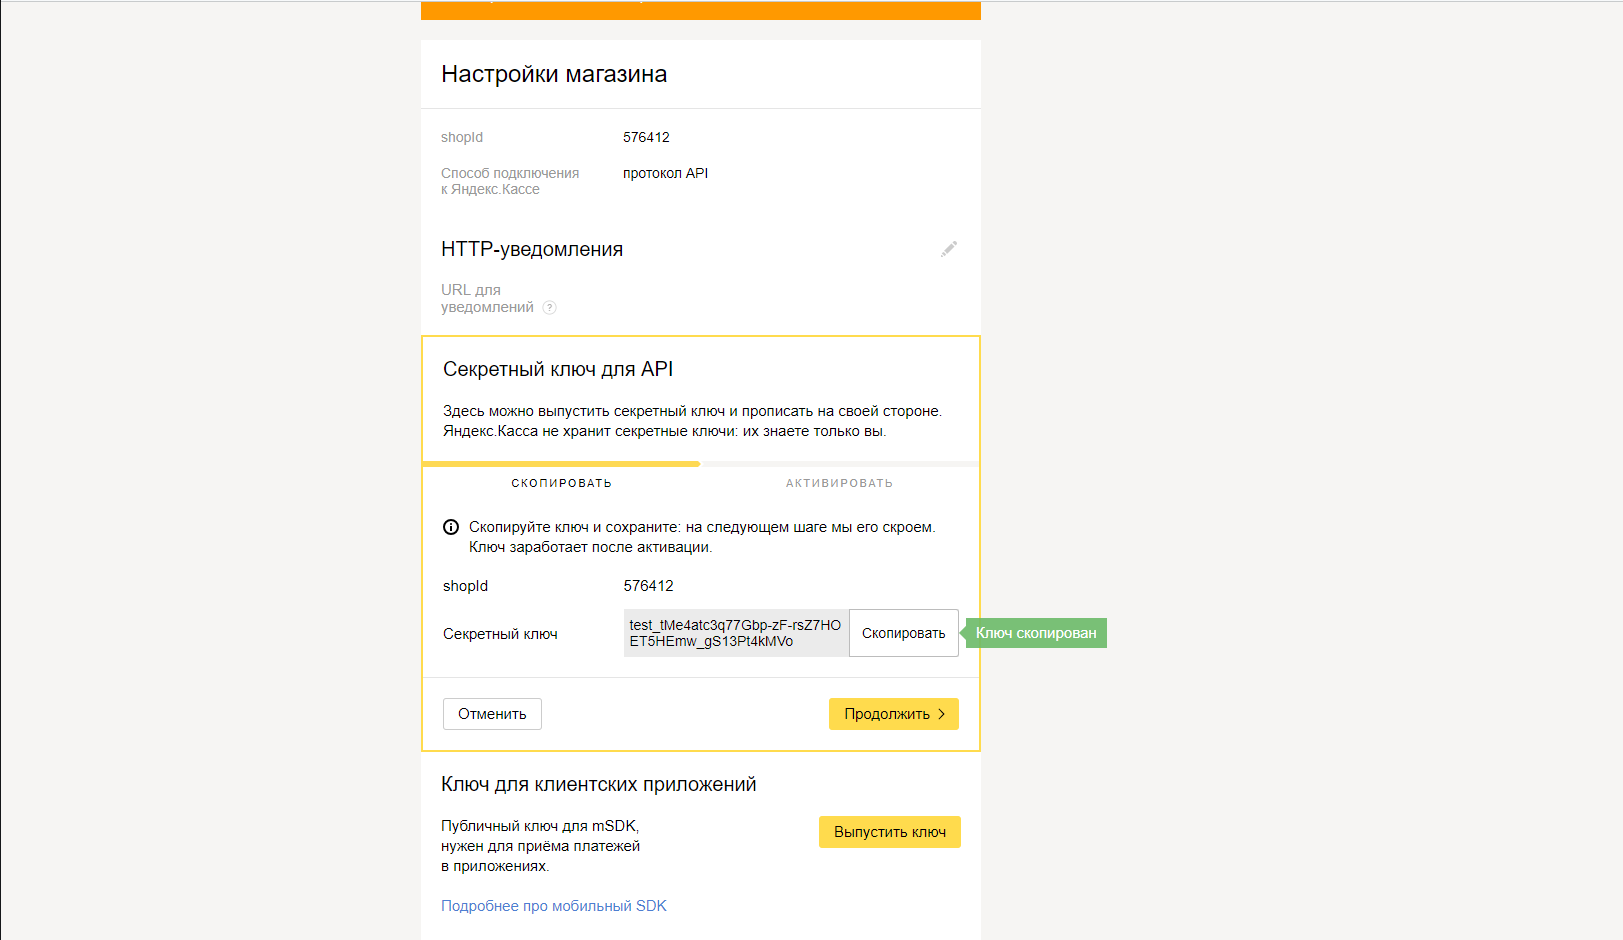 Настройки магазина
shopId 576412
Способ подключения протокол API
к Яндекс.Кассе
HTTP-уведомления
URL для
уведомлений ?
Секретный ключ для API
Здесь можно выпустить секретный ключ и прописать на своей стороне.
Яндекс.Касса не хранит секретные ключи: их знаете только вы.
СКОПИРОВАТЬ АКТИВИРОВАТЬ
Скопируйте ключ и сохраните: на следующем шаге мы его скроем.
Ключ заработает после активации.
shopId 576412
Секретный ключ
test_tMe4atc3q77Gbp-zF-rsZ7HO
ET5HEmw_gS13Pt4kMVo
Скопировать
Ключ скопирован
Отменить
Продолжить
Ключ для клиентских приложений
Публичный ключ для mSDK,
нужен для приёма платежей
в приложениях.
Выпустить ключ
Подробнее про мобильный SDK